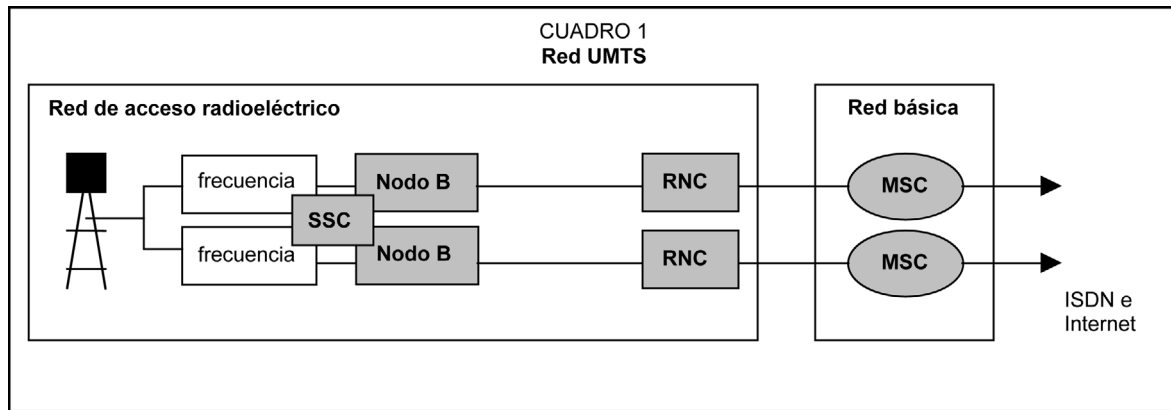 CUADRO 1
Red UMTS
Red de acceso radioeléctrico
Red básica
frecuencia
Nodo B
RNC
MSC
SSC
frecuencia
Nodo B
RNC
MSC
ISDN e
Internet